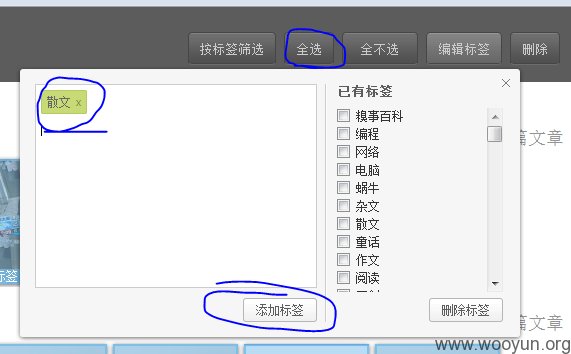 按标签筛选 全选 全不选 编辑标签 删除
散文 x
已有标签
糗事百科
编程
网络
电脑
蜗牛
杂文
散文
童话
作文
阅读
添加标签 删除标签
篇文章
标签
篇文章
www.wooyun.org